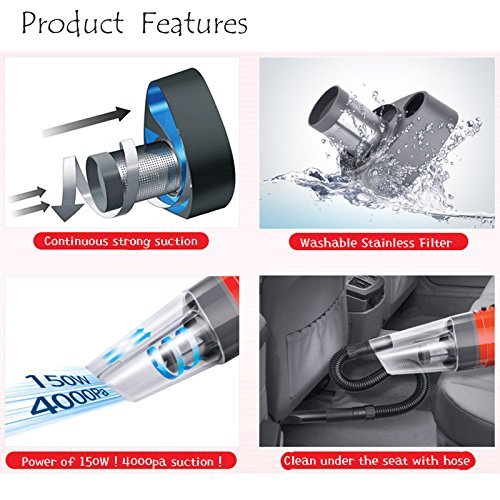 Product Features
Continuous strong suction
Washable Stainless Filter
150W
4000Pa
Power of 150W ! 4000pa suction !
Clean under the seat with hose